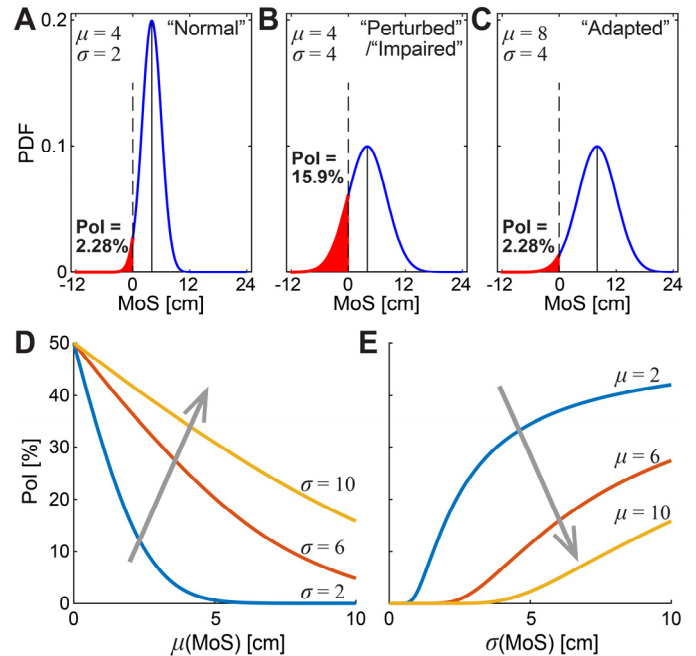 A
μ = 4
σ = 2
"Normal"
PoI =
2.28%
PDF
0.2
0.1
0
-12
0
12
24
MoS [cm]
B
μ = 4
σ = 4
"Perturbed"
/"Impaired"
PoI =
15.9%
-12
0
12
24
MoS [cm]
C
μ = 8
σ = 4
"Adapted"
PoI =
2.28%
-12
0
12
24
MoS [cm]
D
PoI [%]
50
40
30
20
10
0
σ = 10
σ = 6
σ = 2
0
5
10
μ(MoS) [cm]
E
μ = 2
μ = 6
μ = 10
0
5
10
σ(MoS) [cm]